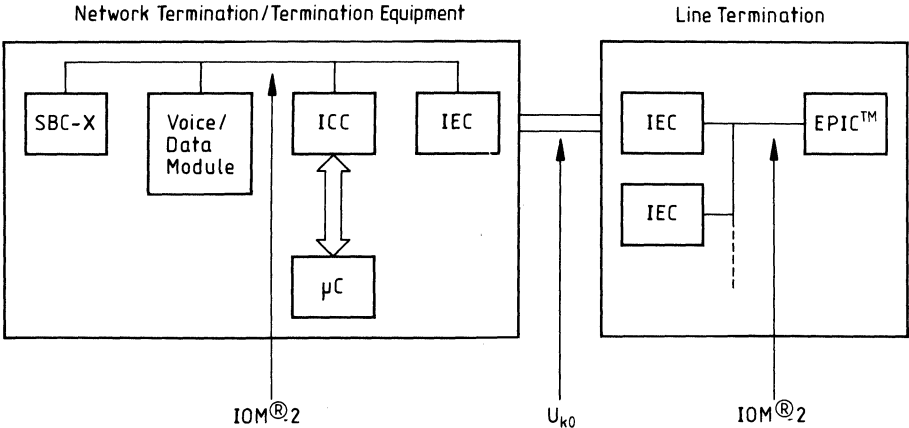 Network Termination/Termination Equipment
Line Termination
SBC-X
Voice/
Data
Module
ICC
IEC
IEC
EPIC™
IEC
µC
IOM®-2
Uk0
IOM®-2